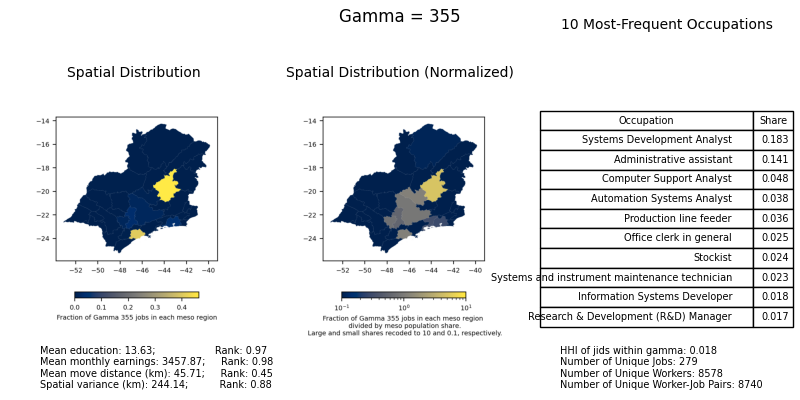 Gamma = 355
10 Most-Frequent Occupations
Spatial Distribution
Spatial Distribution (Normalized)
−14
−16
−18
−20
−22
−24
−52 −50 −48 −46 −44 −42 −40
0.0 0.1 0.2 0.3 0.4
Fraction of Gamma 355 jobs in each meso region
−14
−16
−18
−20
−22
−24
−52 −50 −48 −46 −44 −42 −40
10⁻¹ 10⁰ 10¹
Fraction of Gamma 355 jobs in each meso region
divided by meso population share.
Large and small shares recoded to 10 and 0.1, respectively.
Occupation Share
Systems Development Analyst 0.183
Administrative assistant 0.141
Computer Support Analyst 0.048
Automation Systems Analyst 0.038
Production line feeder 0.036
Office clerk in general 0.025
Stockist 0.024
Systems and instrument maintenance technician 0.023
Information Systems Developer 0.018
Research & Development (R&D) Manager 0.017
Mean education: 13.63; Rank: 0.97
Mean monthly earnings: 3457.87; Rank: 0.98
Mean move distance (km): 45.71; Rank: 0.45
Spatial variance (km): 244.14; Rank: 0.88
HHI of jids within gamma: 0.018
Number of Unique Jobs: 279
Number of Unique Workers: 8578
Number of Unique Worker-Job Pairs: 8740